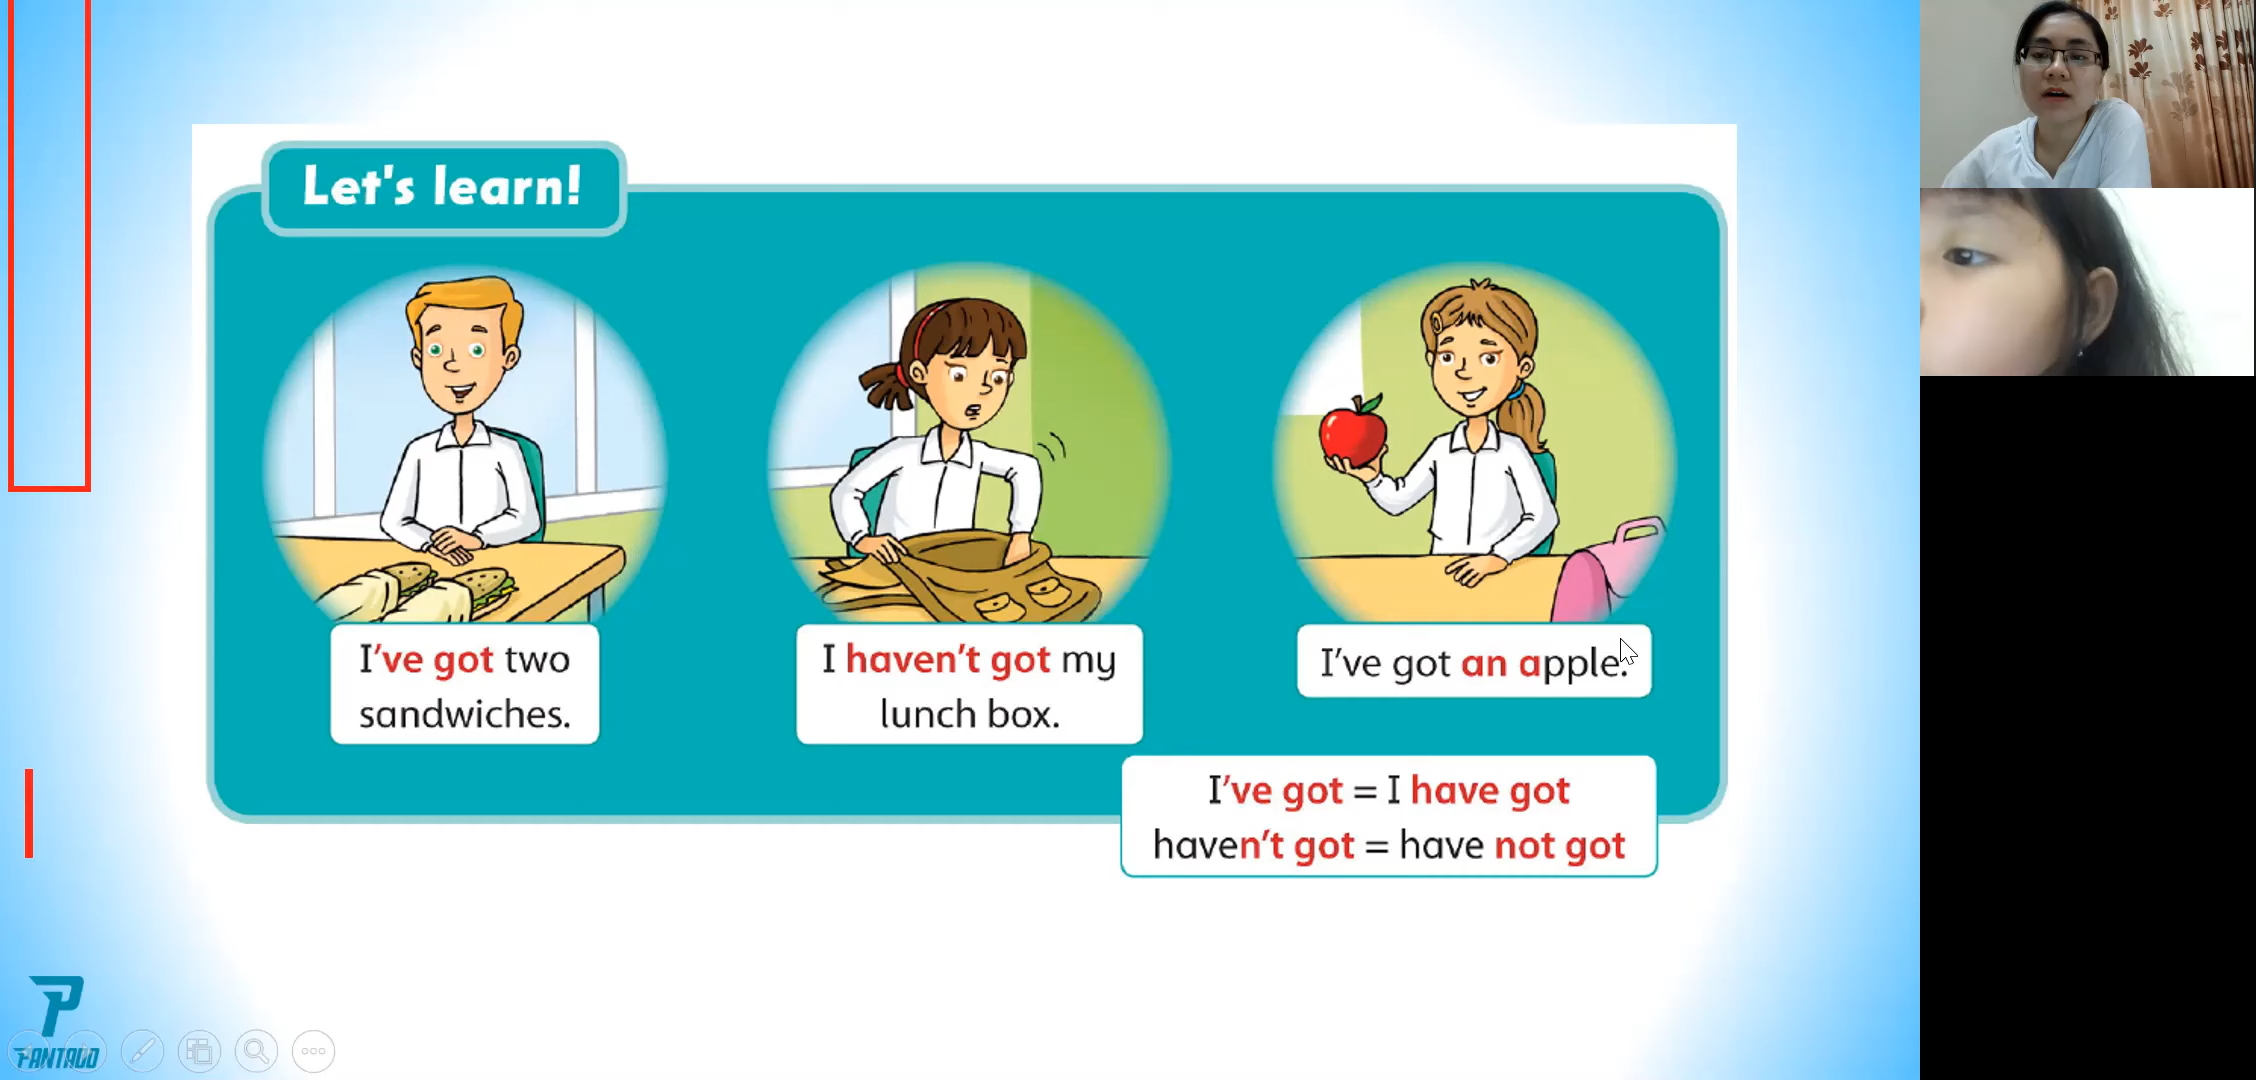 Let's learn!
I've got two
sandwiches.
I haven't got my
lunch box.
I've got an apple.
I've got = I have got
haven't got = have not got
FANTALO